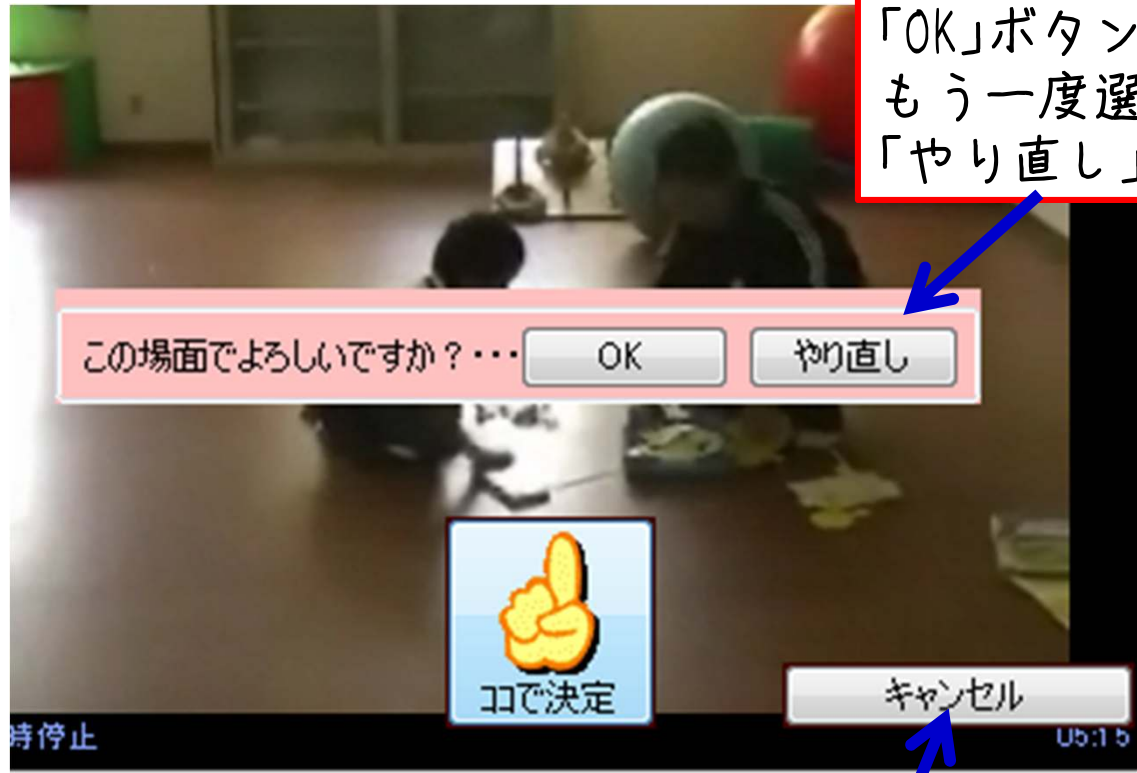 「OK」ボタン
もう一度選
「やり直し」
この場面でよろしいですか？・・・
OK
やり直し
ココで決定
キャンセル
時停止
05:15